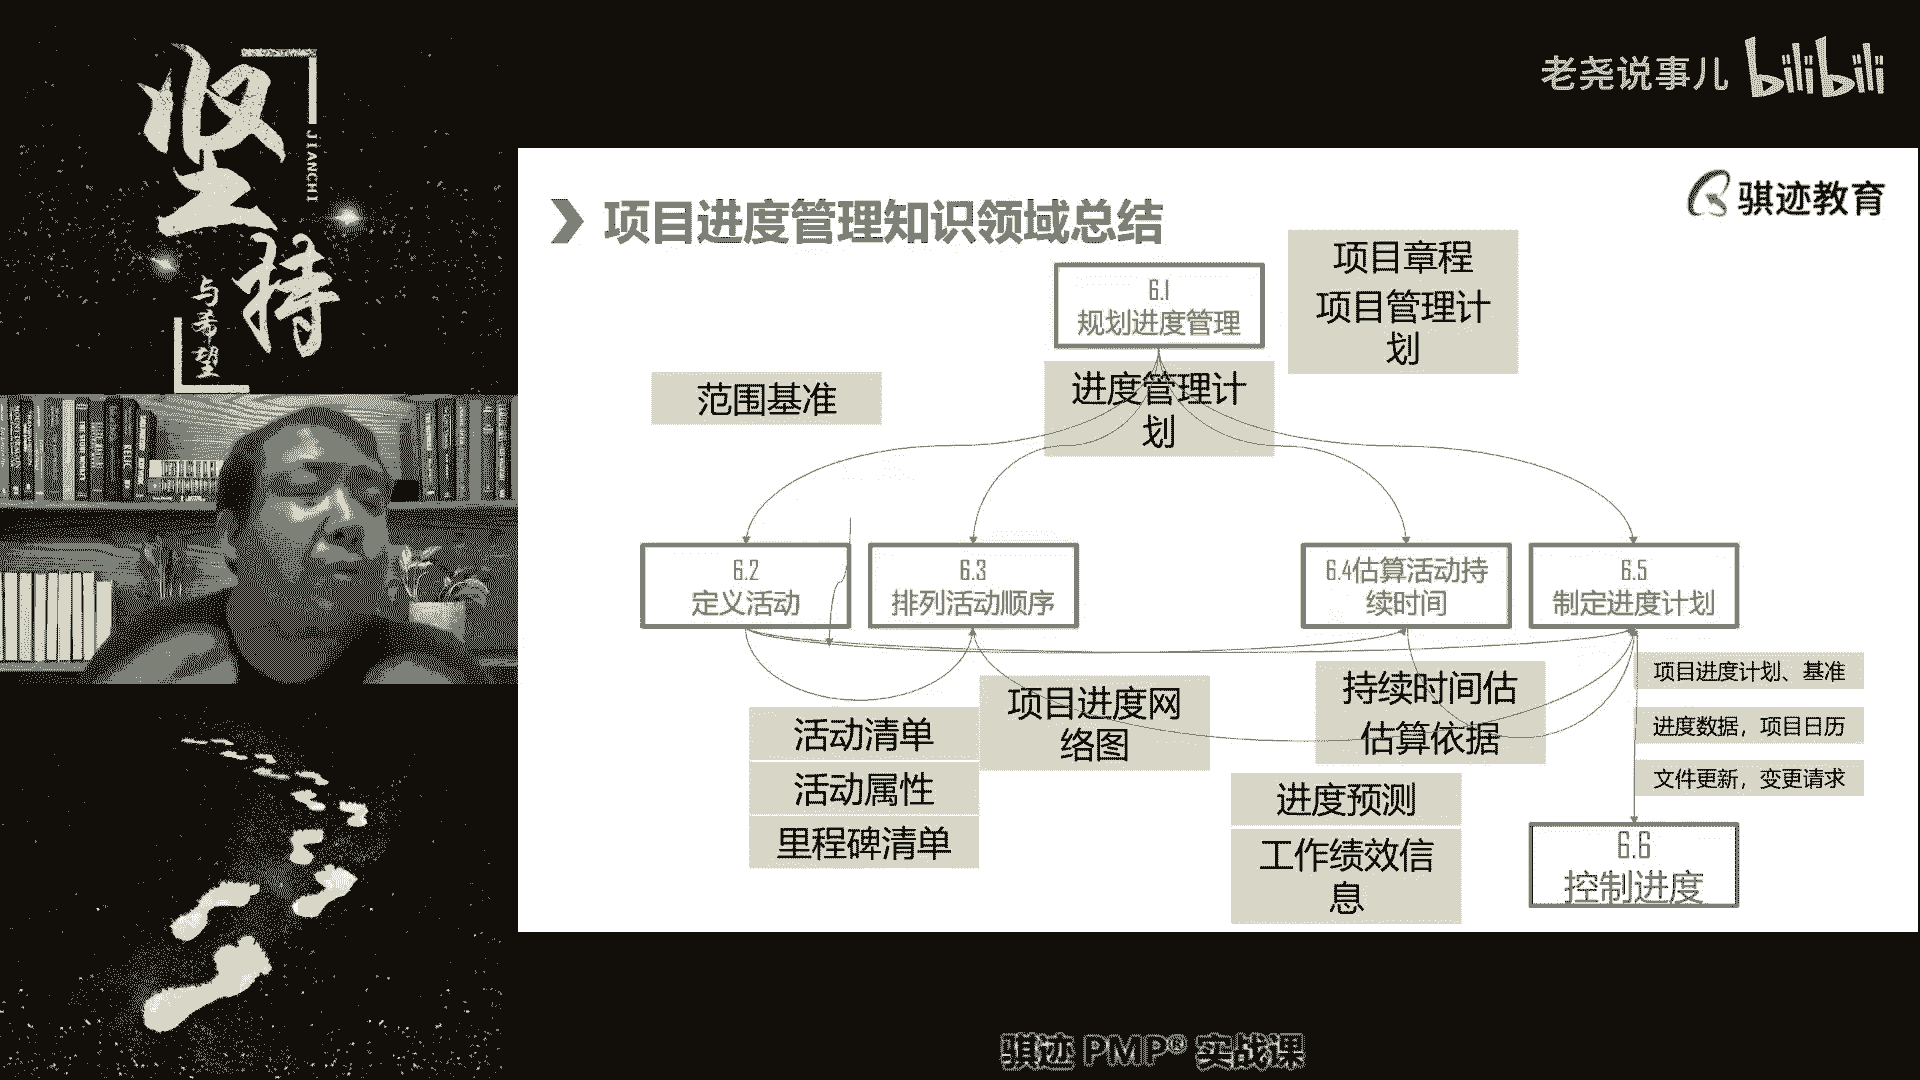 坚持
JIANCHI
与希望
老尧说事儿 bilibili
骐迹教育
项目进度管理知识领域总结
6.1
规划进度管理
项目章程
项目管理计
划
范围基准
进度管理计
划
6.2
定义活动
6.3
排列活动顺序
6.4估算活动持
续时间
6.5
制定进度计划
活动清单
活动属性
里程碑清单
项目进度网
络图
持续时间估
估算依据
项目进度计划、基准
进度数据，项目日历
文件更新，变更请求
进度预测
工作绩效信
息
6.6
控制进度
骐迹 PMP® 实战课